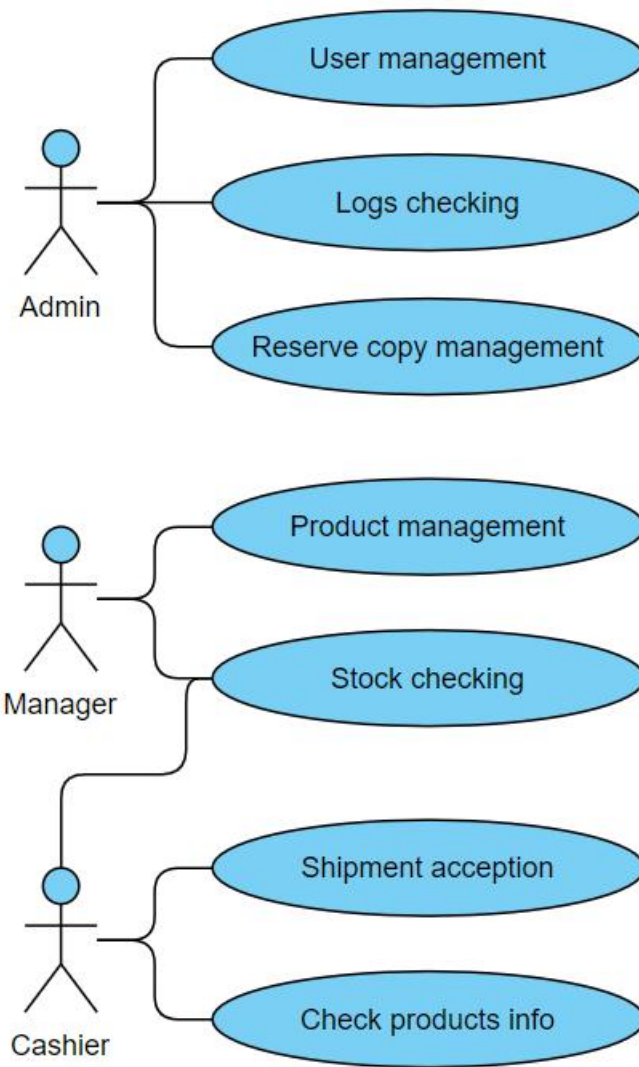 User management
Logs checking
Admin
Reserve copy management
Product management
Stock checking
Manager
Shipment acception
Check products info
Cashier